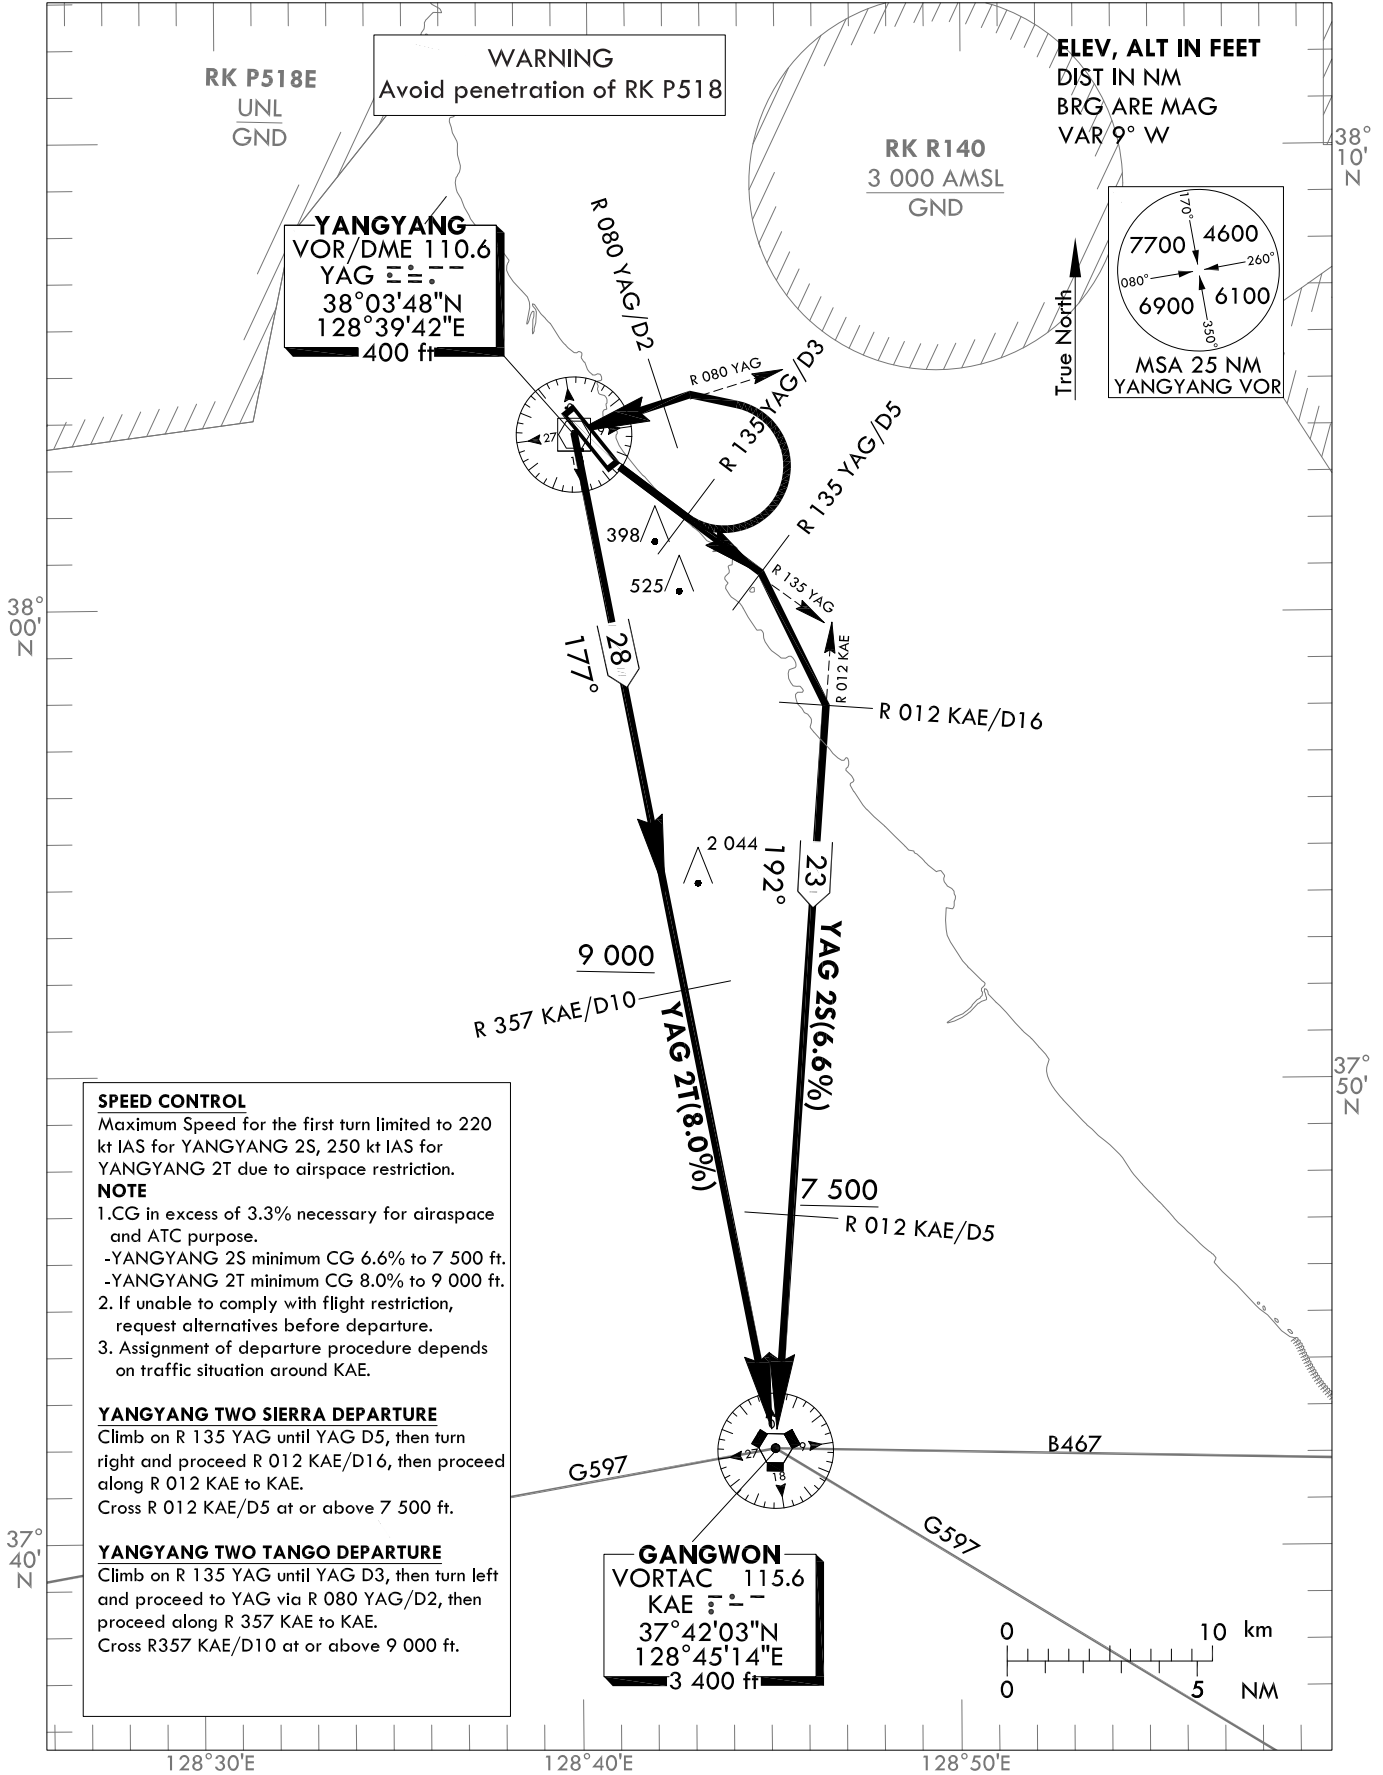 WARNING
Avoid penetration of RK P518
RK P518E
UNL
GND
ELEV, ALT IN FEET
DIST IN NM
BRG ARE MAG
VAR 9° W
38°
10'
N
RK R140
3 000 AMSL
GND
170°
7700
4600
260°
080°
6900
6100
350°
MSA 25 NM
YANGYANG VOR
True North
YANGYANG
VOR/DME 110.6
YAG
38°03'48"N
128°39'42"E
400 ft
R 080 YAG/D2
R 080 YAG
R 135 YAG/D3
R 135 YAG/D5
27
9
398
525
R 135 YAG
R 012 KAE
38°
00'
N
28
177°
R 012 KAE/D16
2 044
192°
23
9 000
R 357 KAE/D10
YAG 2T(8.0%)
YAG 2S(6.6%)
37°
50'
N
7 500
R 012 KAE/D5
SPEED CONTROL
Maximum Speed for the first turn limited to 220
kt IAS for YANGYANG 2S, 250 kt IAS for
YANGYANG 2T due to airspace restriction.
NOTE
1.CG in excess of 3.3% necessary for airaspace
and ATC purpose.
-YANGYANG 2S minimum CG 6.6% to 7 500 ft.
-YANGYANG 2T minimum CG 8.0% to 9 000 ft.
2. If unable to comply with flight restriction,
request alternatives before departure.
3. Assignment of departure procedure depends
on traffic situation around KAE.
YANGYANG TWO SIERRA DEPARTURE
Climb on R 135 YAG until YAG D5, then turn
right and proceed R 012 KAE/D16, then proceed
along R 012 KAE to KAE.
Cross R 012 KAE/D5 at or above 7 500 ft.
YANGYANG TWO TANGO DEPARTURE
Climb on R 135 YAG until YAG D3, then turn left
and proceed to YAG via R 080 YAG/D2, then
proceed along R 357 KAE to KAE.
Cross R357 KAE/D10 at or above 9 000 ft.
0
27
9
18
G597
B467
G597
37°
40'
N
GANGWON
VORTAC 115.6
KAE
37°42'03"N
128°45'14"E
3 400 ft
0 10 km
0 5 NM
128°30'E
128°40'E
128°50'E